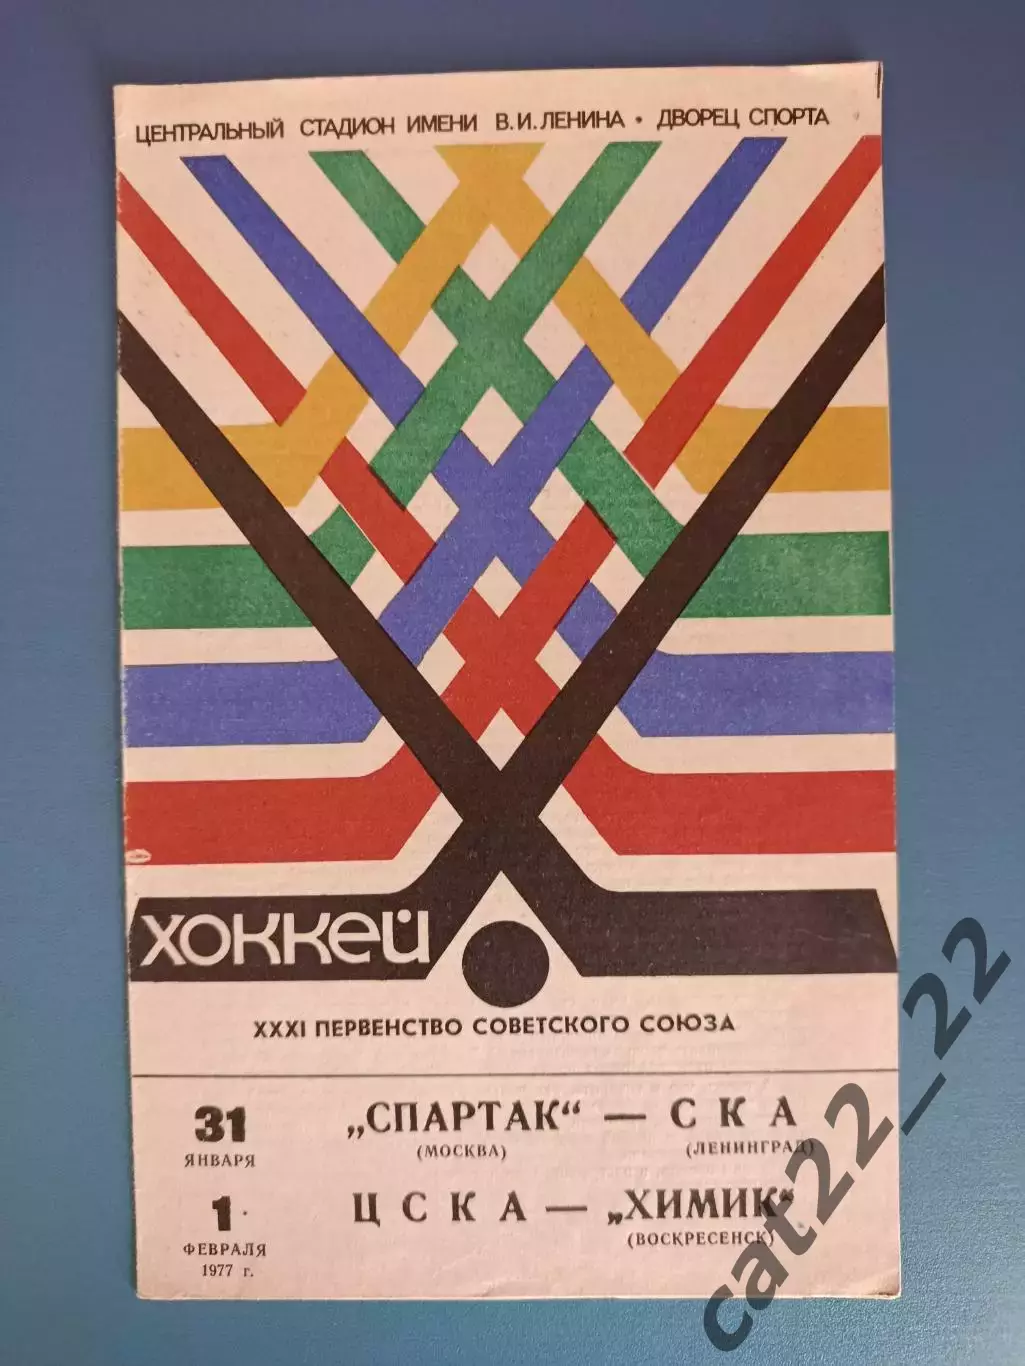 ЦЕНТРАЛЬНЫЙ СТАДИОН ИМЕНИ В.И.ЛЕНИНА • ДВОРЕЦ СПОРТА
ХОККЕЙ
XXXI ПЕРВЕНСТВО СОВЕТСКОГО СОЮЗА
31 ЯНВАРЯ
„СПАРТАК“ — СКА
(МОСКВА) (ЛЕНИНГРАД)
1 ФЕВРАЛЯ
1977 г.
ЦСКА — „ХИМИК“
(ВОСКРЕСЕНСК)
cat22_22